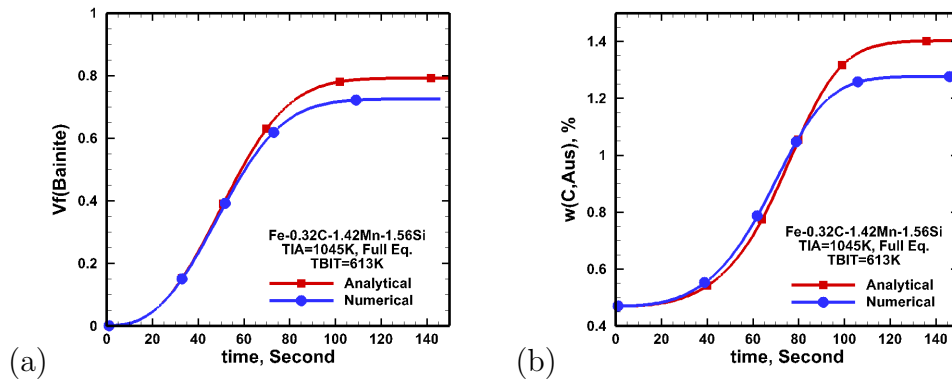 1
0.8
0.6
0.4
0.2
0
Vf(Bainite)
0 20 40 60 80 100 120 140
time, Second
Fe-0.32C-1.42Mn-1.56Si
TIA=1045K, Full Eq.
TBIT=613K
Analytical
Numerical
(a)
1.4
1.2
1.0
0.8
0.6
0.4
w(C,Aus), %
0 20 40 60 80 100 120 140
time, Second
Fe-0.32C-1.42Mn-1.56Si
TIA=1045K, Full Eq.
TBIT=613K
Analytical
Numerical
(b)